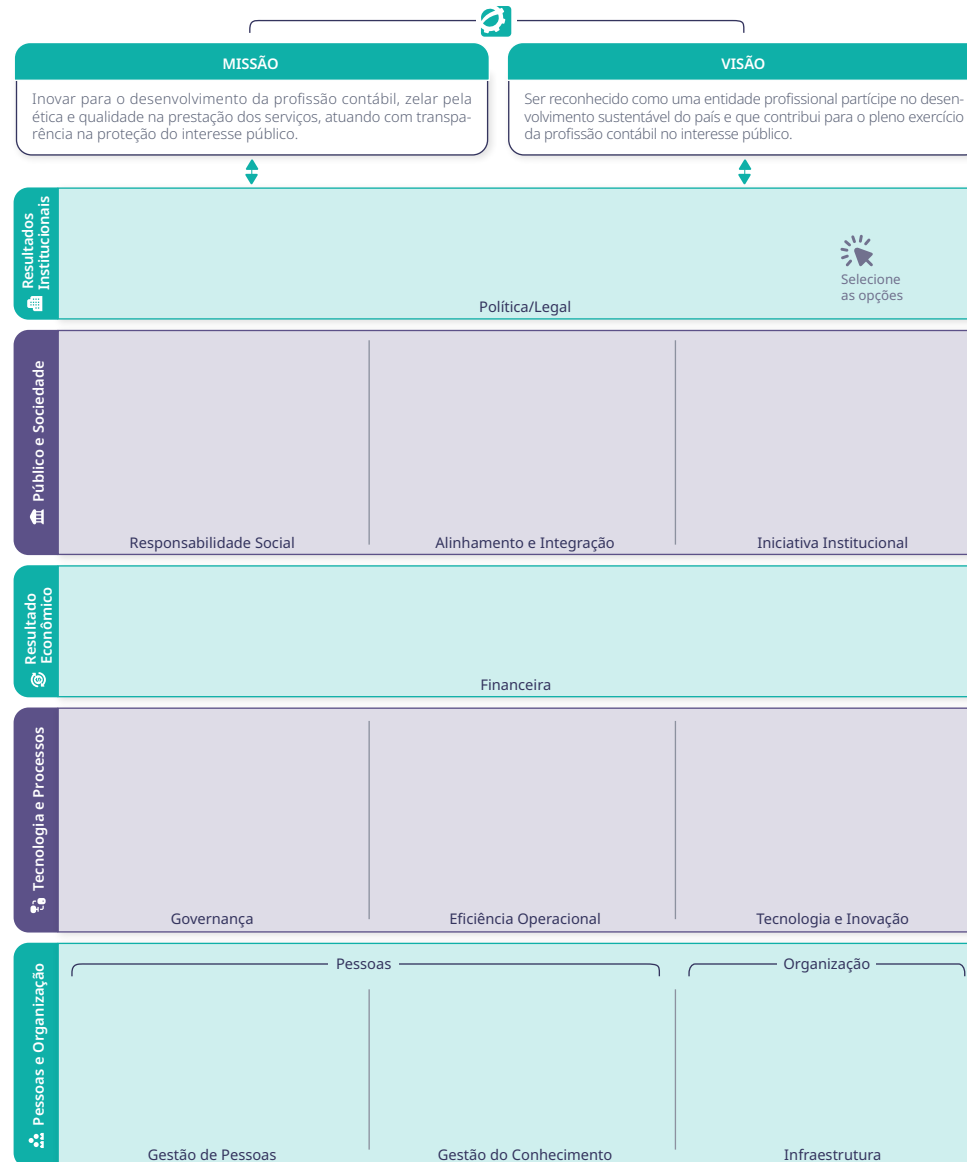 MISSÃO
Inovar para o desenvolvimento da profissão contábil, zelar pela
ética e qualidade na prestação dos serviços, atuando com transpa-
rência na proteção do interesse público.
VISÃO
Ser reconhecido como uma entidade profissional partícipe no desen-
volvimento sustentável do país e que contribui para o pleno exercício
da profissão contábil no interesse público.
Resultados
Institucionais
Selecione
as opções
Política/Legal
Público e Sociedade
Responsabilidade Social
Alinhamento e Integração
Iniciativa Institucional
Resultado
Econômico
Financeira
Tecnologia e Processos
Governança
Eficiência Operacional
Tecnologia e Inovação
Pessoas e Organização
Pessoas
Organização
Gestão de Pessoas
Gestão do Conhecimento
Infraestrutura